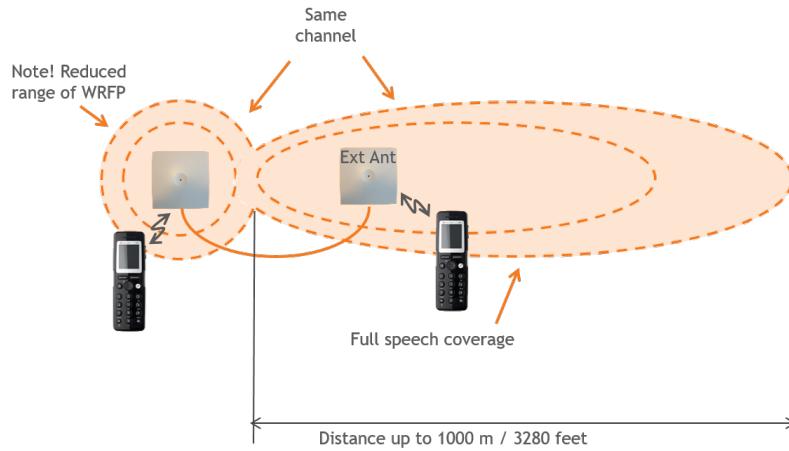 Same
channel
Note! Reduced
range of WRFP
Ext Ant
Full speech coverage
Distance up to 1000 m / 3280 feet